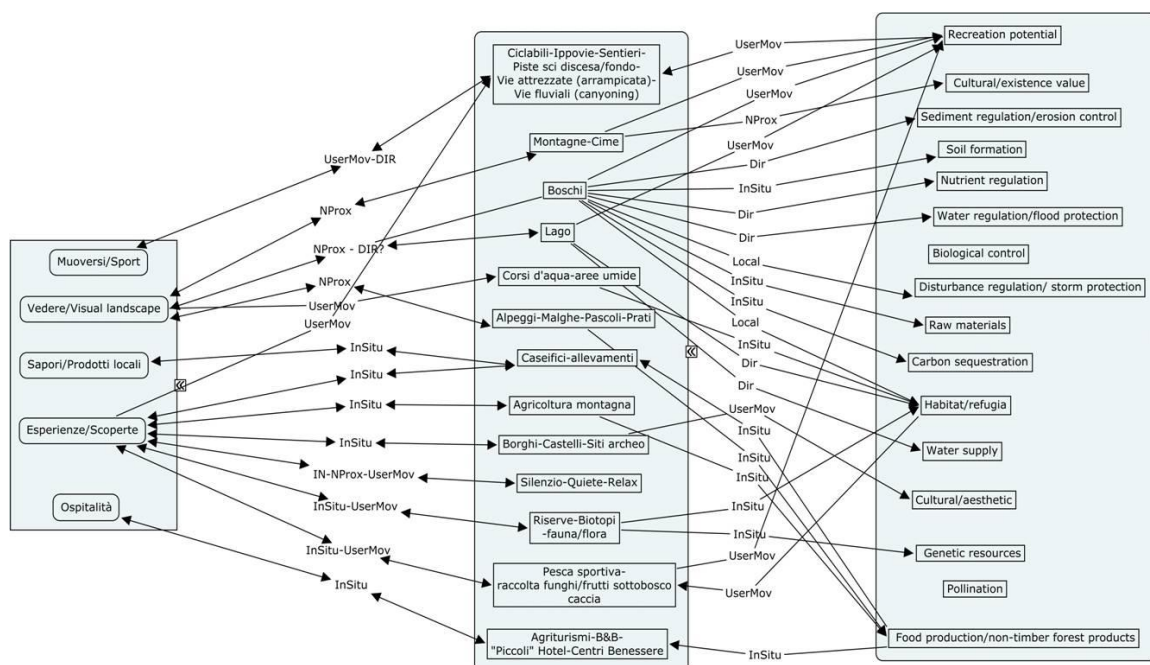 Muoversi/Sport
Vedere/Visual landscape
Sapori/Prodotti locali
Esperienze/Scoperte
Ospitalità
UserMov-DIR
NProx
NProx - DIR?
NProx
UserMov
UserMov
InSitu
InSitu
InSitu
InSitu
IN-NProx-UserMov
InSitu-UserMov
InSitu-UserMov
InSitu
Ciclabili-Ippovie-Sentieri-
Piste sci discesa/fondo-
Vie attrezzate (arrampicata)-
Vie fluviali (canyoning)
Montagne-Cime
Boschi
Lago
Corsi d'aqua-aree umide
Alpeggi-Malghe-Pascoli-Prati
Caseifici-allevamenti
Agricoltura montagna
Borghi-Castelli-Siti archeo
Silenzio-Quiete-Relax
Riserve-Biotopi
-fauna/flora
Pesca sportiva-
raccolta funghi/frutti sottobosco
caccia
Agriturismi-B&B-
"Piccoli" Hotel-Centri Benessere
UserMov
UserMov
UserMov
NProx
UserMov
Dir
InSitu
Dir
Dir
Local
InSitu
InSitu
Local
InSitu
Dir
Dir
UserMov
InSitu
InSitu
InSitu
InSitu
InSitu
UserMov
UserMov
InSitu
Recreation potential
Cultural/existence value
Sediment regulation/erosion control
Soil formation
Nutrient regulation
Water regulation/flood protection
Biological control
Disturbance regulation/ storm protection
Raw materials
Carbon sequestration
Habitat/refugia
Water supply
Cultural/aesthetic
Genetic resources
Pollination
Food production/non-timber forest products